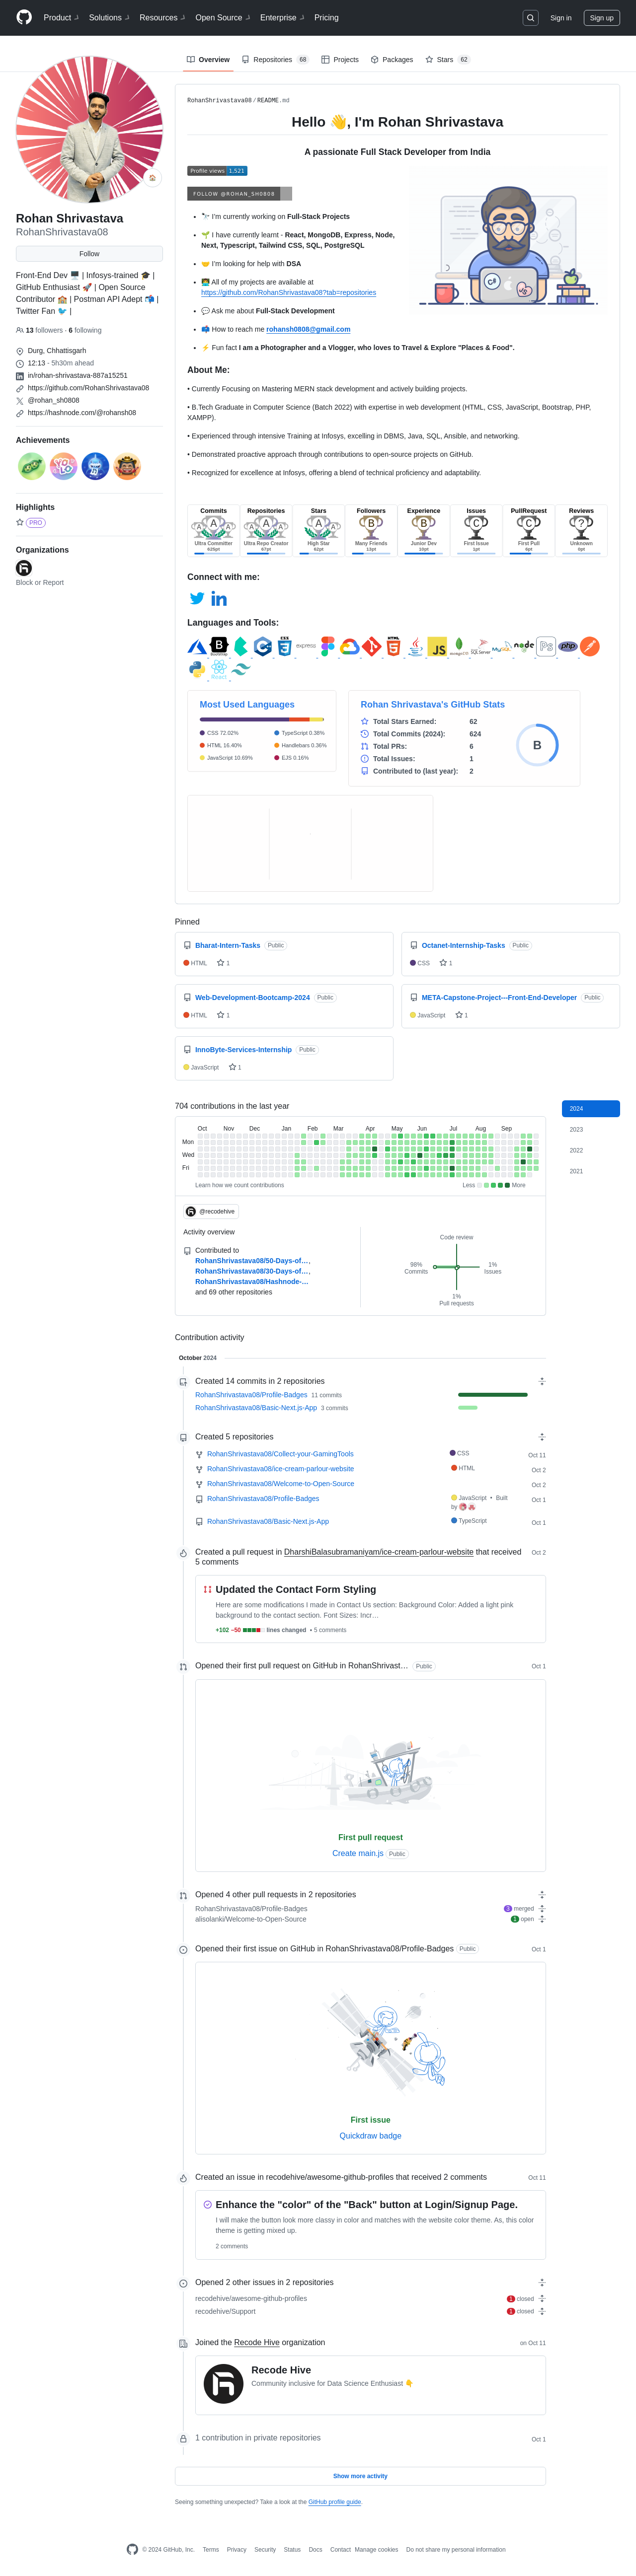 Product Solutions Resources Open Source Enterprise Pricing Sign in Sign up
Overview Repositories 68 Projects Packages Stars 62
RohanShrivastava08 / README.md
Hello 👋, I'm Rohan Shrivastava
A passionate Full Stack Developer from India
Profile views 1,521
FOLLOW @ROHAN_SH0808
🔭 I'm currently working on Full-Stack Projects
🌱 I have currently learnt - React, MongoDB, Express, Node,
Next, Typescript, Tailwind CSS, SQL, PostgreSQL
🤝 I'm looking for help with DSA
👨‍💻 All of my projects are available at
https://github.com/RohanShrivastava08?tab=repositories
💬 Ask me about Full-Stack Development
📫 How to reach me rohansh0808@gmail.com
⚡ Fun fact I am a Photographer and a Vlogger, who loves to Travel & Explore "Places & Food".
Rohan Shrivastava
RohanShrivastava08
Follow
Front-End Dev 🖥️ | Infosys-trained 🎓 |
GitHub Enthusiast 🚀 | Open Source
Contributor 🏫 | Postman API Adept 📬 |
Twitter Fan 🐦 |
13 followers · 6 following
Durg, Chhattisgarh
12:13 - 5h30m ahead
in/rohan-shrivastava-887a15251
https://github.com/RohanShrivastava08
@rohan_sh0808
https://hashnode.com/@rohansh08
Achievements
Highlights
PRO
Organizations
Block or Report
About Me:
• Currently Focusing on Mastering MERN stack development and actively building projects.
• B.Tech Graduate in Computer Science (Batch 2022) with expertise in web development (HTML, CSS, JavaScript, Bootstrap, PHP,
XAMPP).
• Experienced through intensive Training at Infosys, excelling in DBMS, Java, SQL, Ansible, and networking.
• Demonstrated proactive approach through contributions to open-source projects on GitHub.
• Recognized for excellence at Infosys, offering a blend of technical proficiency and adaptability.
Commits Repositories Stars Followers Experience Issues PullRequest Reviews
A A A A A A A A B B C C ?
Ultra Committer Ultra Repo Creator High Star Many Friends Junior Dev First Issue First Pull Unknown
625pt 67pt 62pt 13pt 19pt 1pt 6pt 0pt
Connect with me:
Languages and Tools:
Most Used Languages
CSS 72.02% TypeScript 0.38%
HTML 16.40% Handlebars 0.36%
JavaScript 10.69% EJS 0.16%
Rohan Shrivastava's GitHub Stats
Total Stars Earned: 62
Total Commits (2024): 624
Total PRs: 6
Total Issues: 1
Contributed to (last year): 2
B
Pinned
Bharat-Intern-Tasks Public
HTML 1
Octanet-Internship-Tasks Public
CSS 1
Web-Development-Bootcamp-2024 Public
HTML 1
META-Capstone-Project---Front-End-Developer Public
JavaScript 1
InnoByte-Services-Internship Public
JavaScript 1
704 contributions in the last year
2024
2023
2022
2021
Oct Nov Dec Jan Feb Mar Apr May Jun Jul Aug Sep
Mon
Wed
Fri
Learn how we count contributions Less More
@recodehive
Activity overview
Contributed to
RohanShrivastava08/50-Days-of…,
RohanShrivastava08/30-Days-of…,
RohanShrivastava08/Hashnode-…
and 69 other repositories
Code review
98% Commits
1% Issues
1%
Pull requests
Contribution activity
October 2024
Created 14 commits in 2 repositories
RohanShrivastava08/Profile-Badges 11 commits
RohanShrivastava08/Basic-Next.js-App 3 commits
Created 5 repositories
RohanShrivastava08/Collect-your-GamingTools CSS Oct 11
RohanShrivastava08/ice-cream-parlour-website HTML Oct 2
RohanShrivastava08/Welcome-to-Open-Source Oct 2
RohanShrivastava08/Profile-Badges JavaScript • Built by Oct 1
RohanShrivastava08/Basic-Next.js-App TypeScript Oct 1
Created a pull request in DharshiBalasubramaniyam/ice-cream-parlour-website that received Oct 2
5 comments
Updated the Contact Form Styling
Here are some modifications I made in Contact Us section: Background Color: Added a light pink
background to the contact section. Font Sizes: Incr…
+102 −50 lines changed • 5 comments
Opened their first pull request on GitHub in RohanShrivast… Public Oct 1
First pull request
Create main.js Public
Opened 4 other pull requests in 2 repositories
RohanShrivastava08/Profile-Badges 3 merged
alisolanki/Welcome-to-Open-Source 1 open
Opened their first issue on GitHub in RohanShrivastava08/Profile-Badges Public Oct 1
First issue
Quickdraw badge
Created an issue in recodehive/awesome-github-profiles that received 2 comments Oct 11
Enhance the "color" of the "Back" button at Login/Signup Page.
I will make the button look more classy in color and matches with the website color theme. As, this color
theme is getting mixed up.
2 comments
Opened 2 other issues in 2 repositories
recodehive/awesome-github-profiles 1 closed
recodehive/Support 1 closed
Joined the Recode Hive organization on Oct 11
Recode Hive
Community inclusive for Data Science Enthusiast 👇
1 contribution in private repositories Oct 1
Show more activity
Seeing something unexpected? Take a look at the GitHub profile guide.
© 2024 GitHub, Inc. Terms Privacy Security Status Docs Contact Manage cookies Do not share my personal information